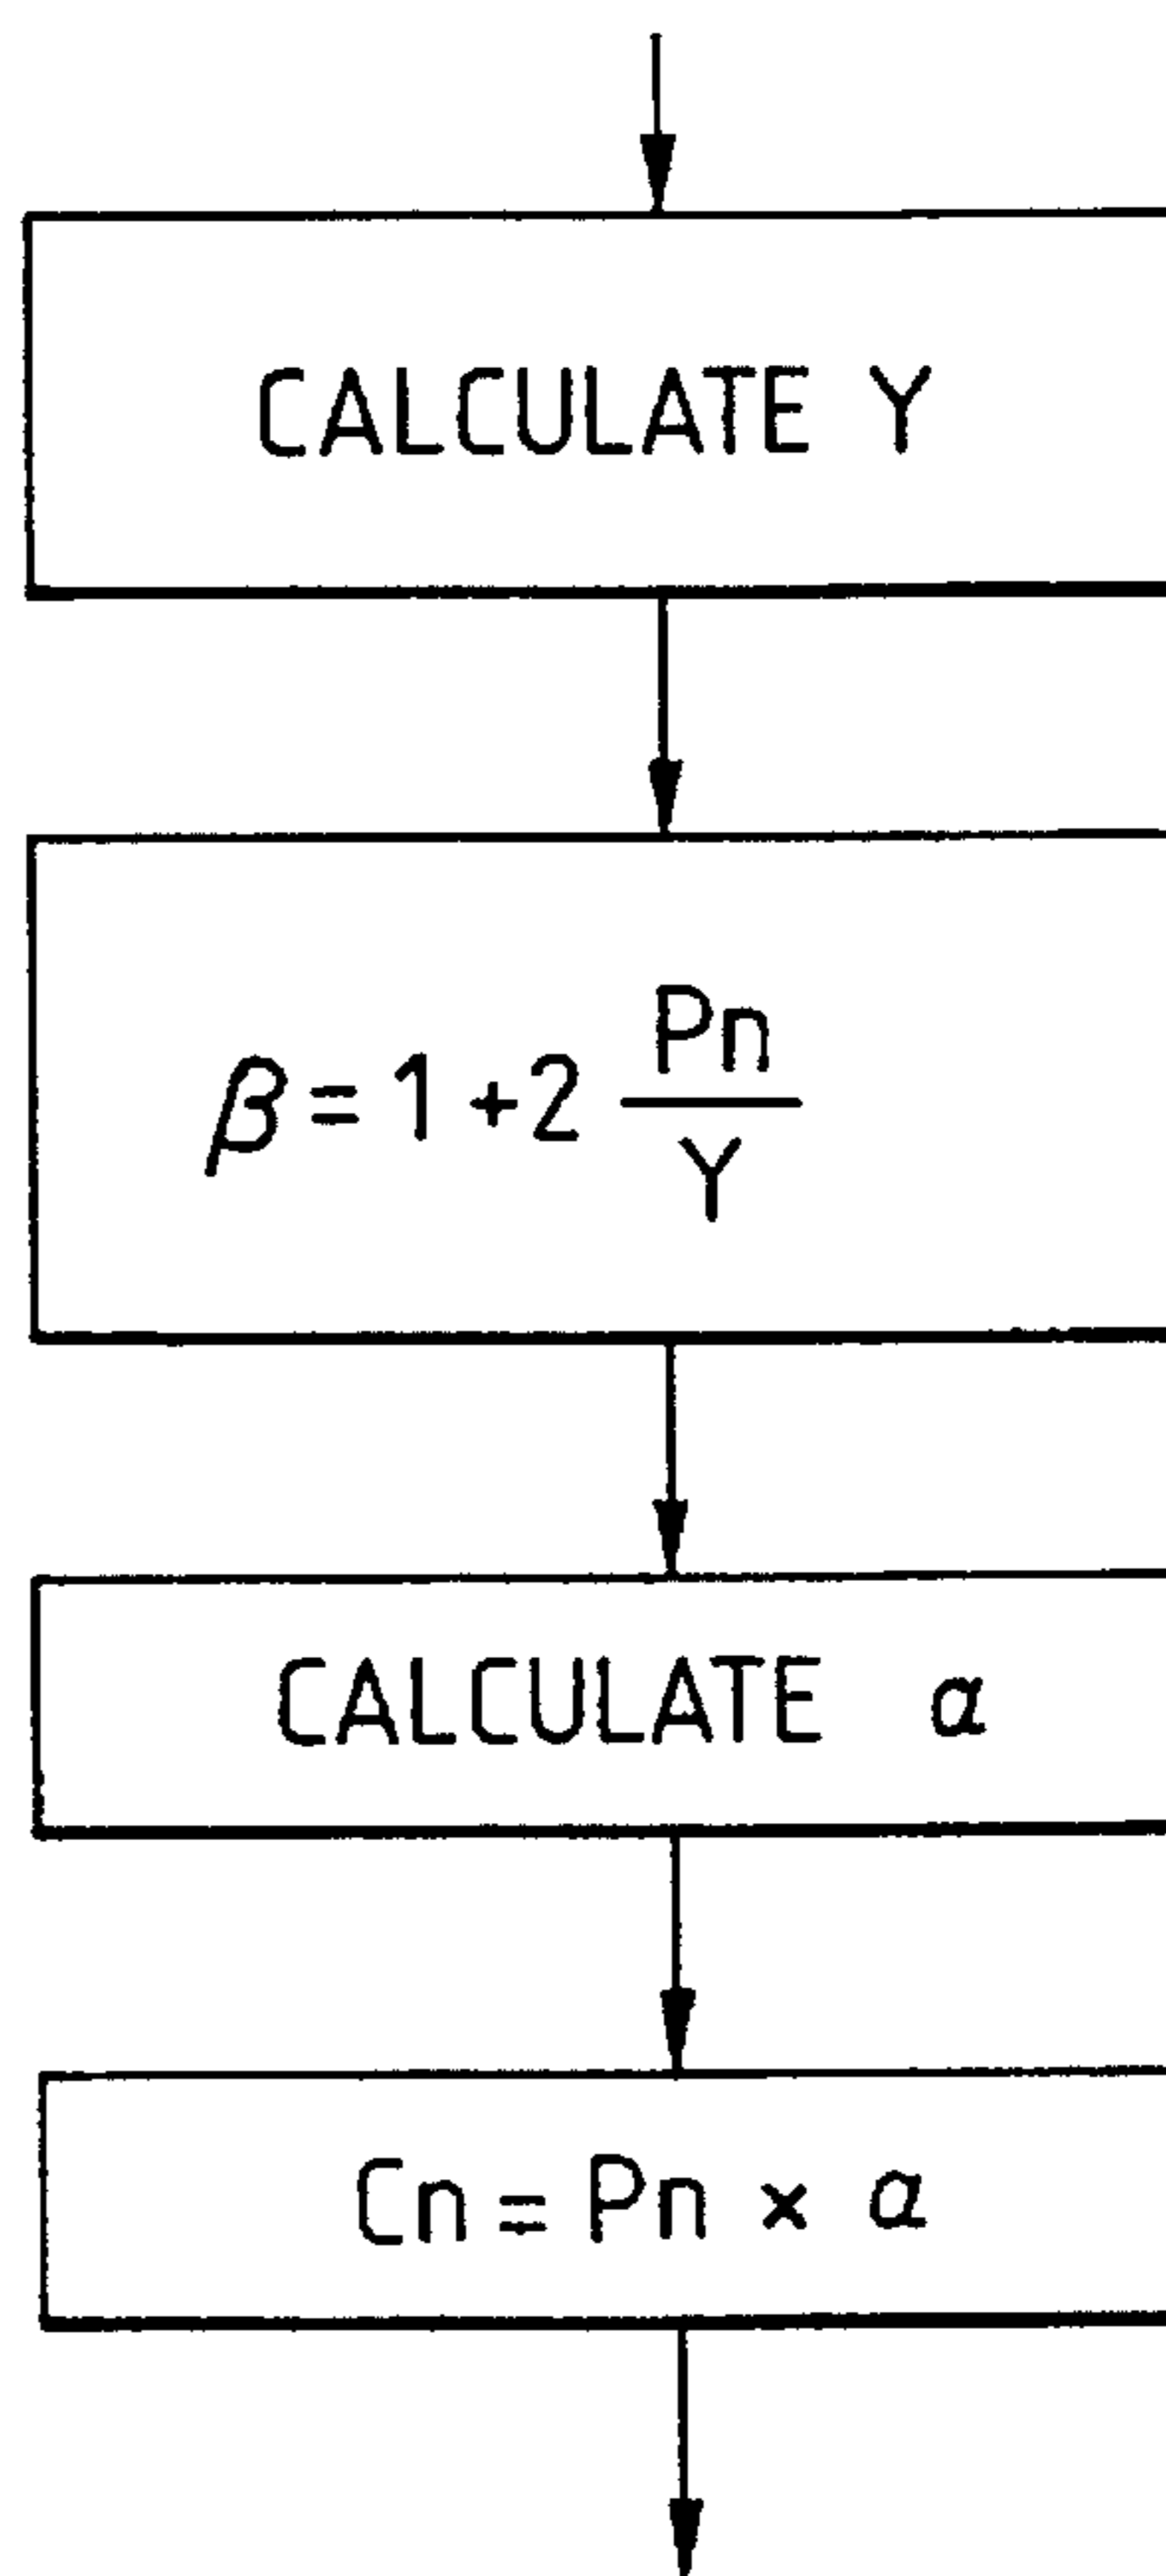 CALCULATE Y
β = 1 + 2 Pn / Y
CALCULATE α
Cn = Pn × α